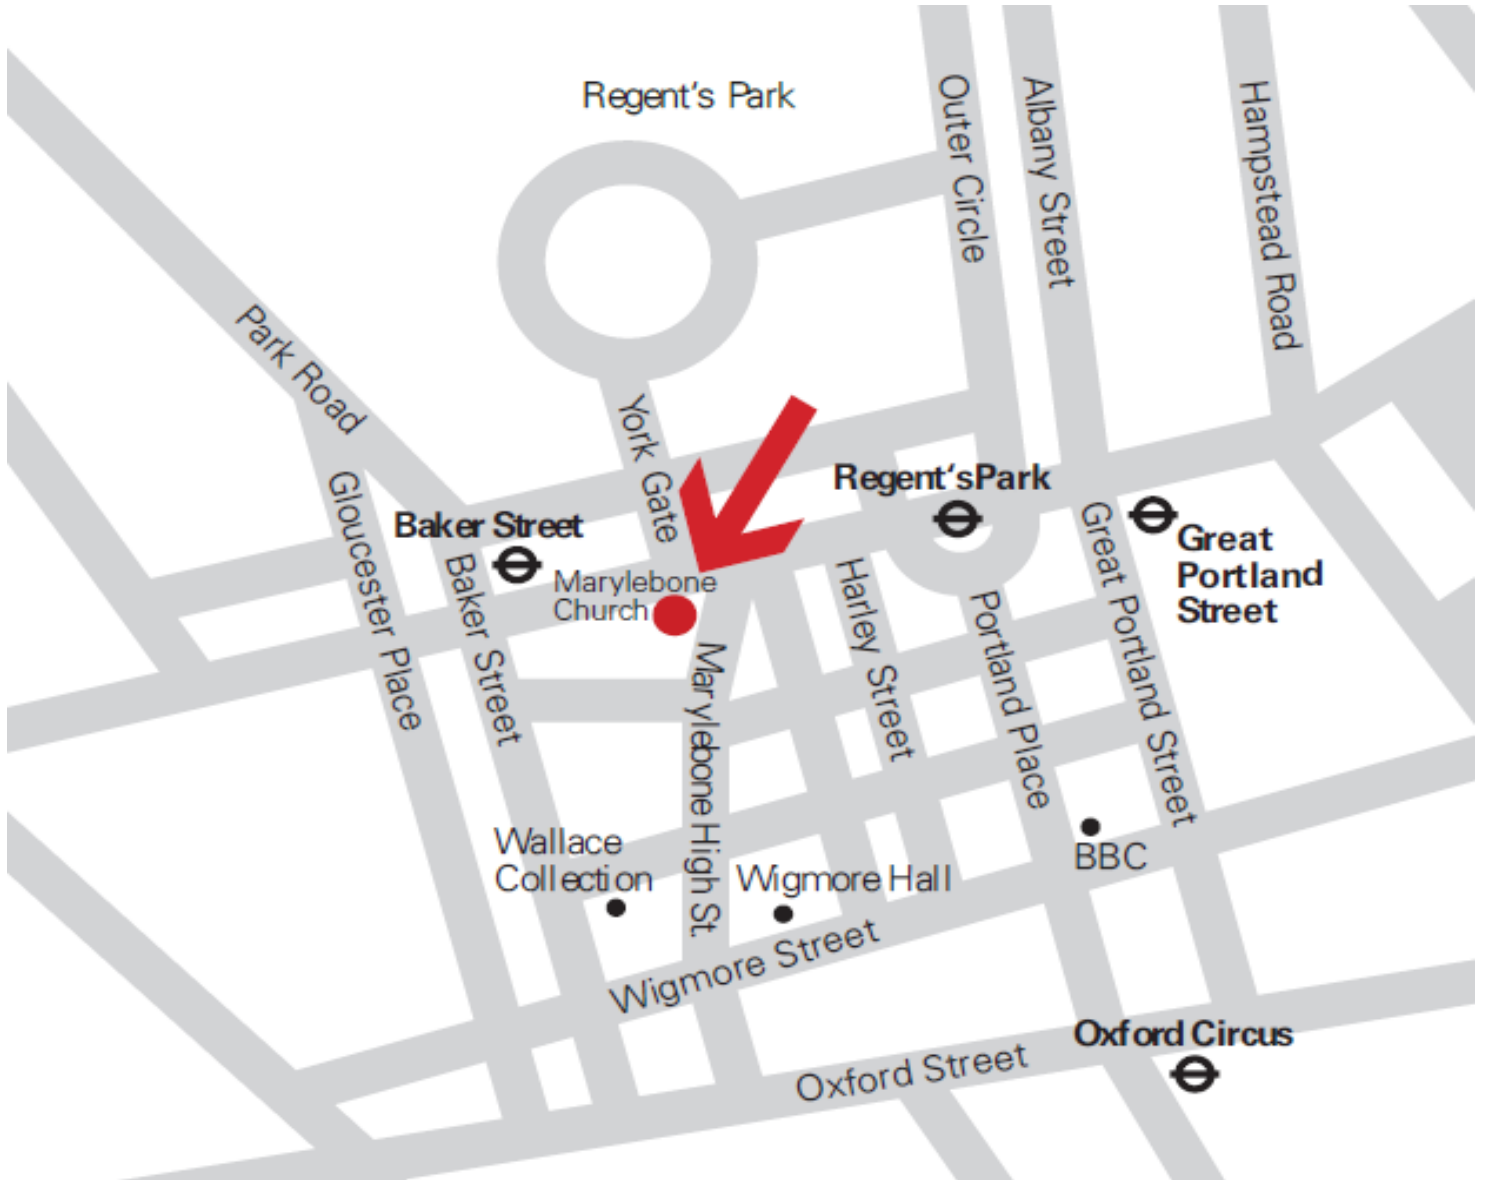 Regent's Park
Outer Circle
Albany Street
Hampstead Road
Park Road
York Gate
Regent'sPark
Gloucester Place
Baker Street
Baker Street
Marylebone
Church
Great
Portland
Street
Harley Street
Portland Place
Great Portland Street
Marylebone High St.
Wallace
Collection
Wigmore Hall
BBC
Wigmore Street
Oxford Circus
Oxford Street